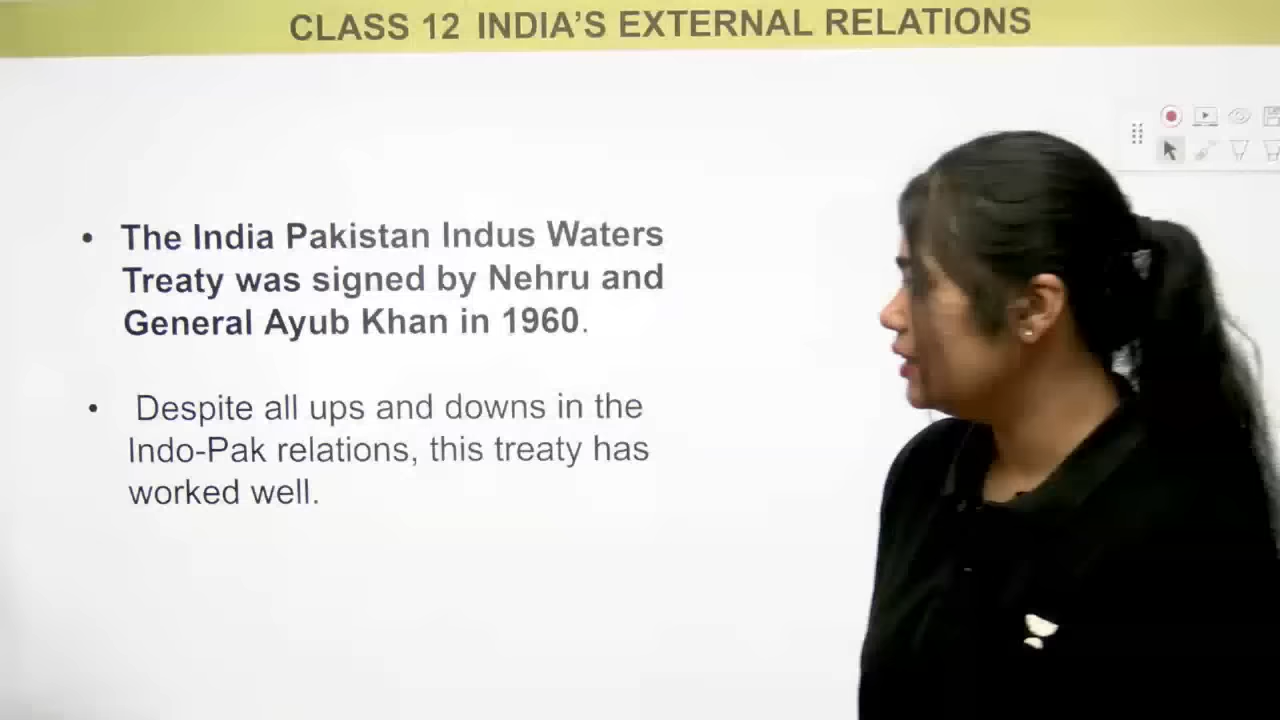 CLASS 12 INDIA'S EXTERNAL RELATIONS
• The India Pakistan Indus Waters
Treaty was signed by Nehru and
General Ayub Khan in 1960.
• Despite all ups and downs in the
Indo-Pak relations, this treaty has
worked well.